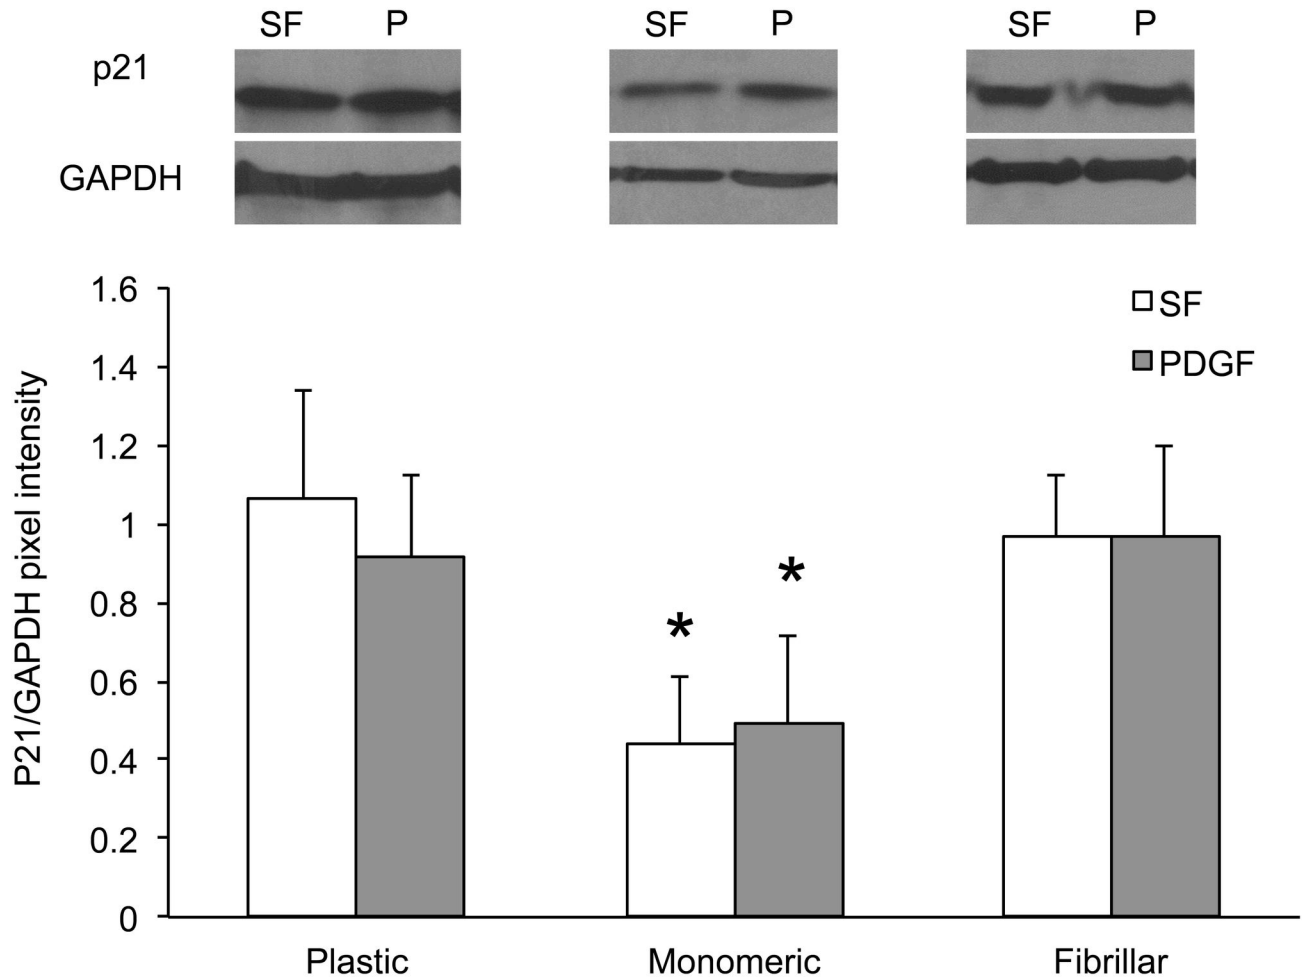 SF P SF P SF P
p21
GAPDH
1.6
1.4
1.2
1
0.8
0.6
0.4
0.2
0
P21/GAPDH pixel intensity
SF
PDGF
*
*
Plastic Monomeric Fibrillar